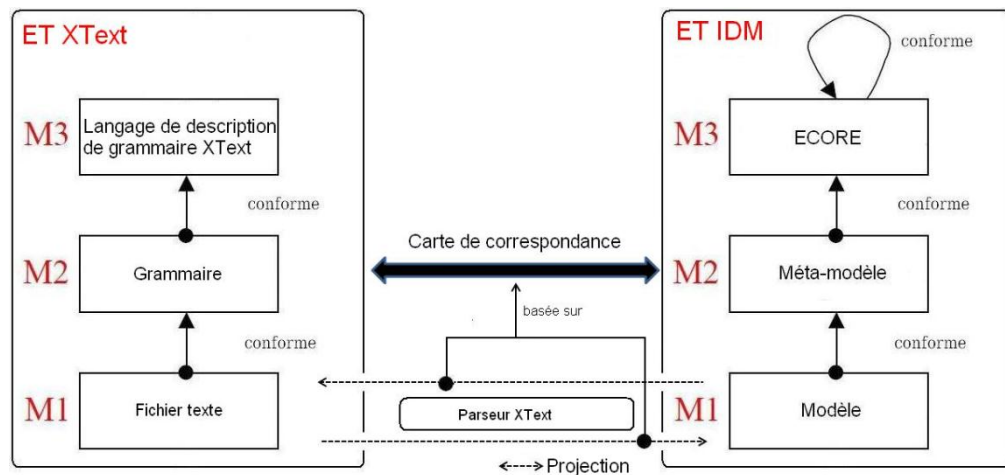 ET XText
M3
Langage de description
de grammaire XText
conforme
M2
Grammaire
conforme
M1
Fichier texte
Carte de correspondance
basée sur
Parseur XText
Projection
ET IDM
conforme
M3
ECORE
conforme
M2
Méta-modèle
conforme
M1
Modèle